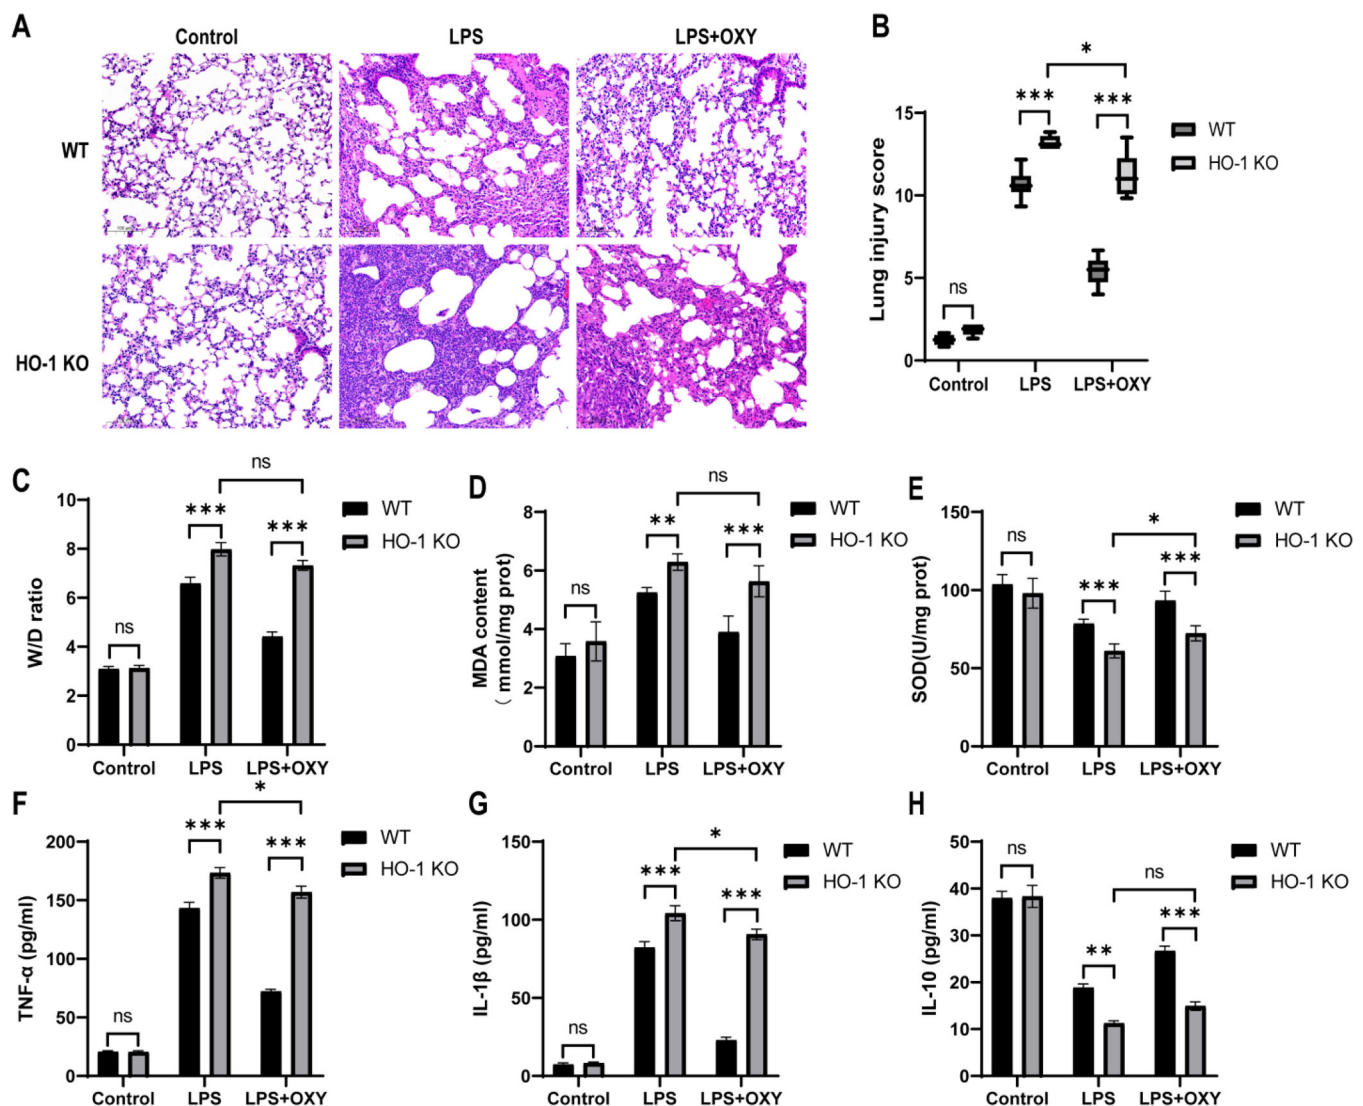 A
Control
LPS
LPS+OXY
WT
HO-1 KO
B
*
***
***
ns
Lung injury score
15
10
5
0
Control
LPS
LPS+OXY
WT
HO-1 KO
C
ns
***
***
ns
W/D ratio
10
8
6
4
2
0
Control
LPS
LPS+OXY
WT
HO-1 KO
D
ns
**
***
ns
MDA content
( mmol/mg prot)
8
6
4
2
0
Control
LPS
LPS+OXY
WT
HO-1 KO
E
*
ns
***
***
SOD(U/mg prot)
150
100
50
0
Control
LPS
LPS+OXY
WT
HO-1 KO
F
*
***
***
ns
TNF-α (pg/ml)
200
150
100
50
0
Control
LPS
LPS+OXY
WT
HO-1 KO
G
*
***
***
ns
IL-1β (pg/ml)
150
100
50
0
Control
LPS
LPS+OXY
WT
HO-1 KO
H
ns
ns
**
***
IL-10 (pg/ml)
50
40
30
20
10
0
Control
LPS
LPS+OXY
WT
HO-1 KO